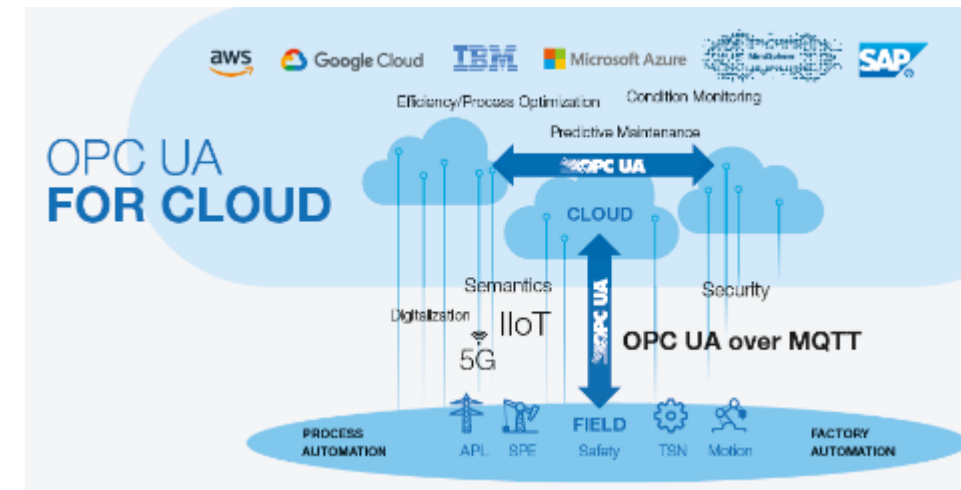 aws
Google Cloud
IBM
Microsoft Azure
SAP
Efficiency/Process Optimization
Condition Monitoring
Predictive Maintenance
OPC UA
FOR CLOUD
OPC UA
CLOUD
Semantics
Security
Digitalization
IIoT
5G
OPC UA
OPC UA over MQTT
PROCESS
AUTOMATION
APL
SPE
FIELD
Safety
TSN
Motion
FACTORY
AUTOMATION